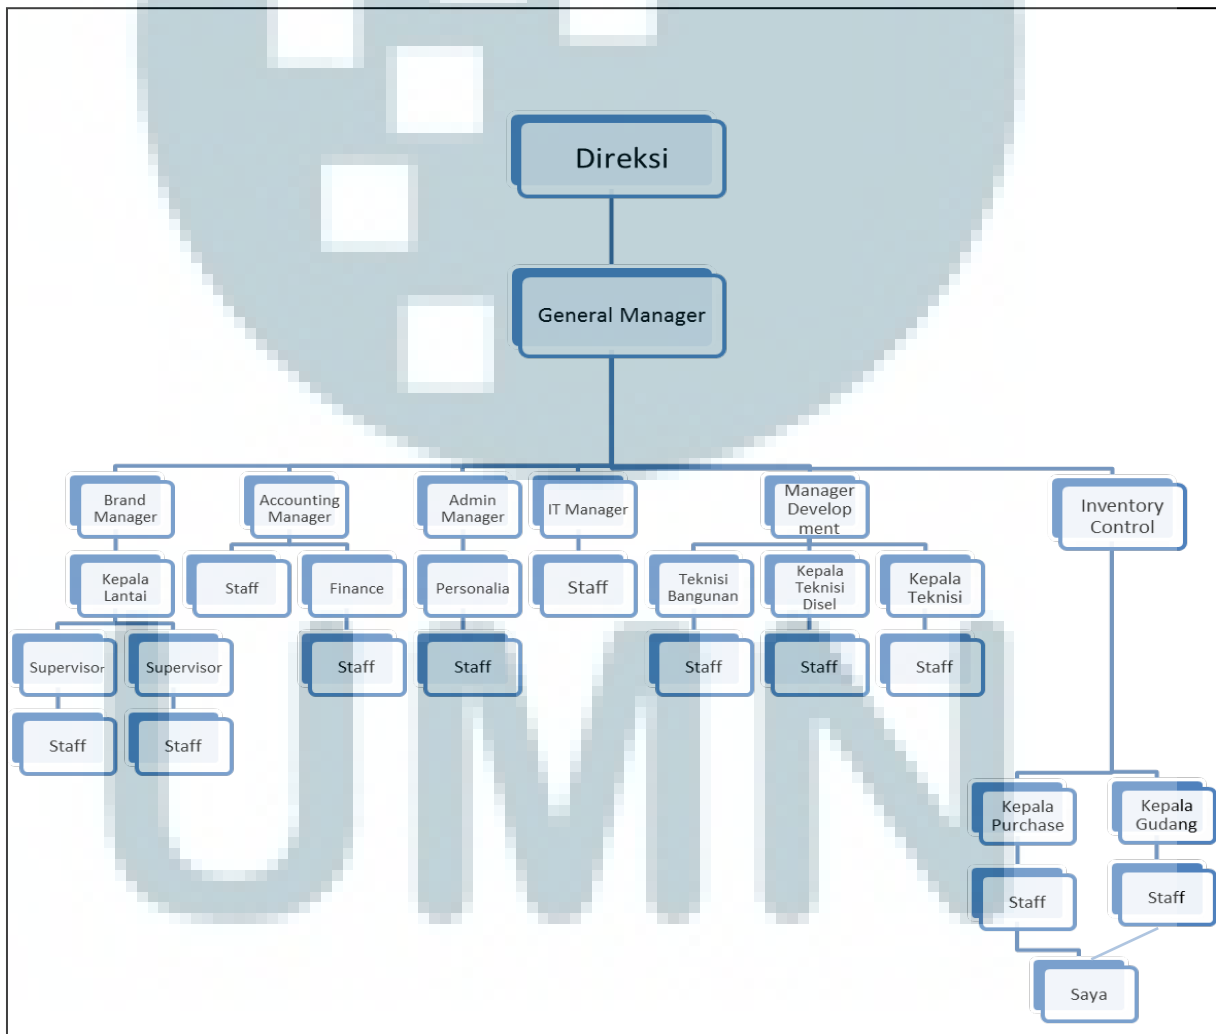 Direksi
General Manager
Brand
Manager
Accounting
Manager
Admin
Manager
IT Manager
Manager
Develop
ment
Inventory
Control
Kepala
Lantai
Staff
Finance
Personalia
Staff
Teknisi
Bangunan
Kepala
Teknisi
Disel
Kepala
Teknisi
Supervisor
Supervisor
Staff
Staff
Staff
Staff
Staff
Staff
Staff
Kepala
Purchase
Kepala
Gudang
Staff
Staff
Saya
UMN